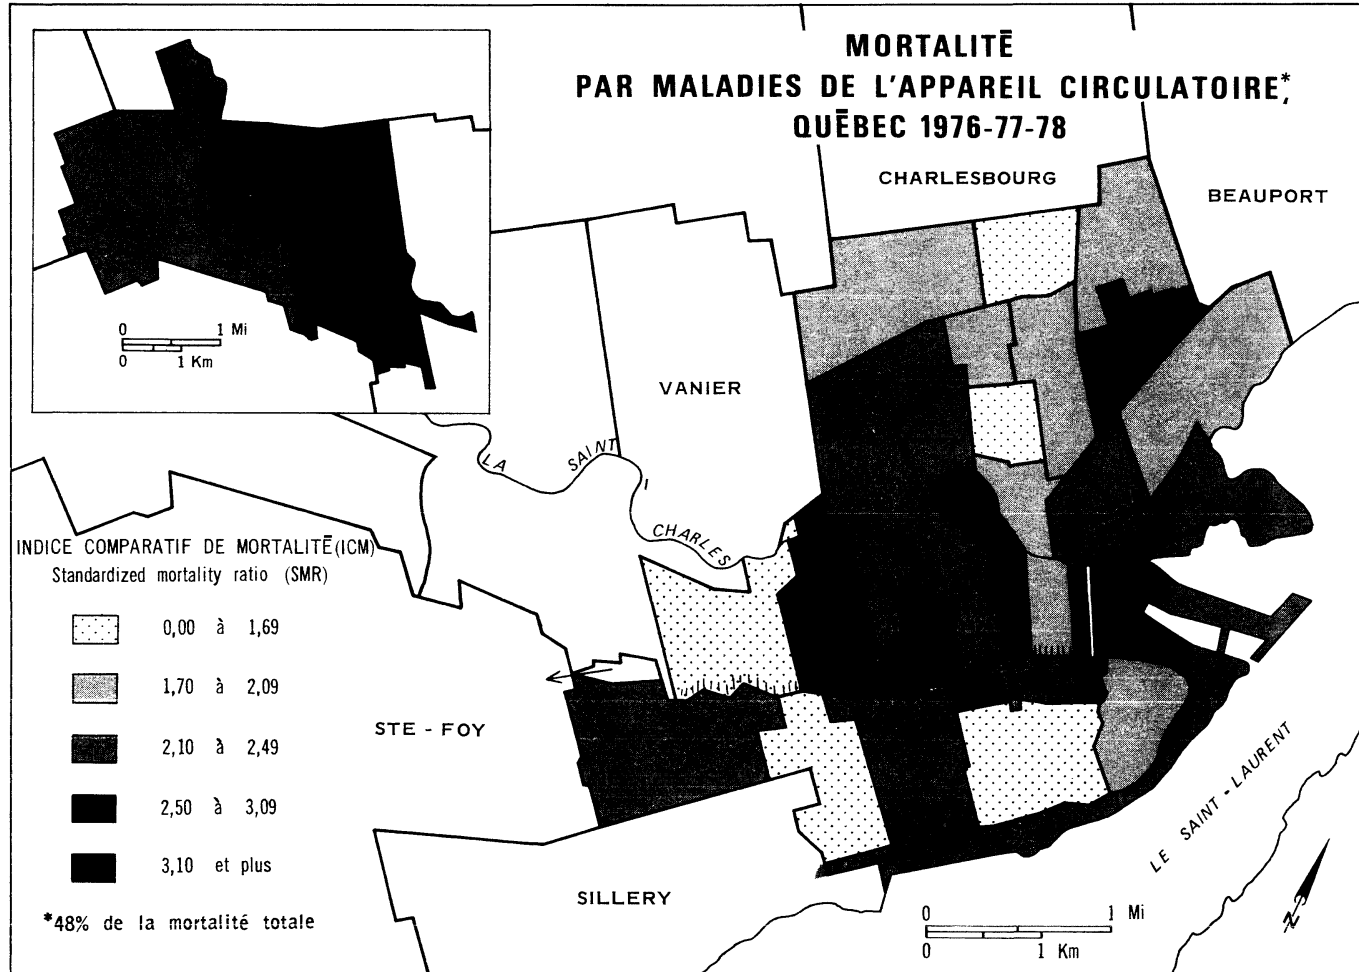 MORTALITĒ
PAR MALADIES DE L'APPAREIL CIRCULATOIRE*,
QUĒBEC 1976-77-78
CHARLESBOURG
BEAUPORT
0 1 Mi
0 1 Km
VANIER
LA SAINT - CHARLES
INDICE COMPARATIF DE MORTALITĒ (ICM)
Standardized mortality ratio (SMR)
0,00 à 1,69
1,70 à 2,09
2,10 à 2,49
2,50 à 3,09
3,10 et plus
*48% de la mortalité totale
STE - FOY
SILLERY
LE SAINT - LAURENT
0 1 Mi
0 1 Km
N